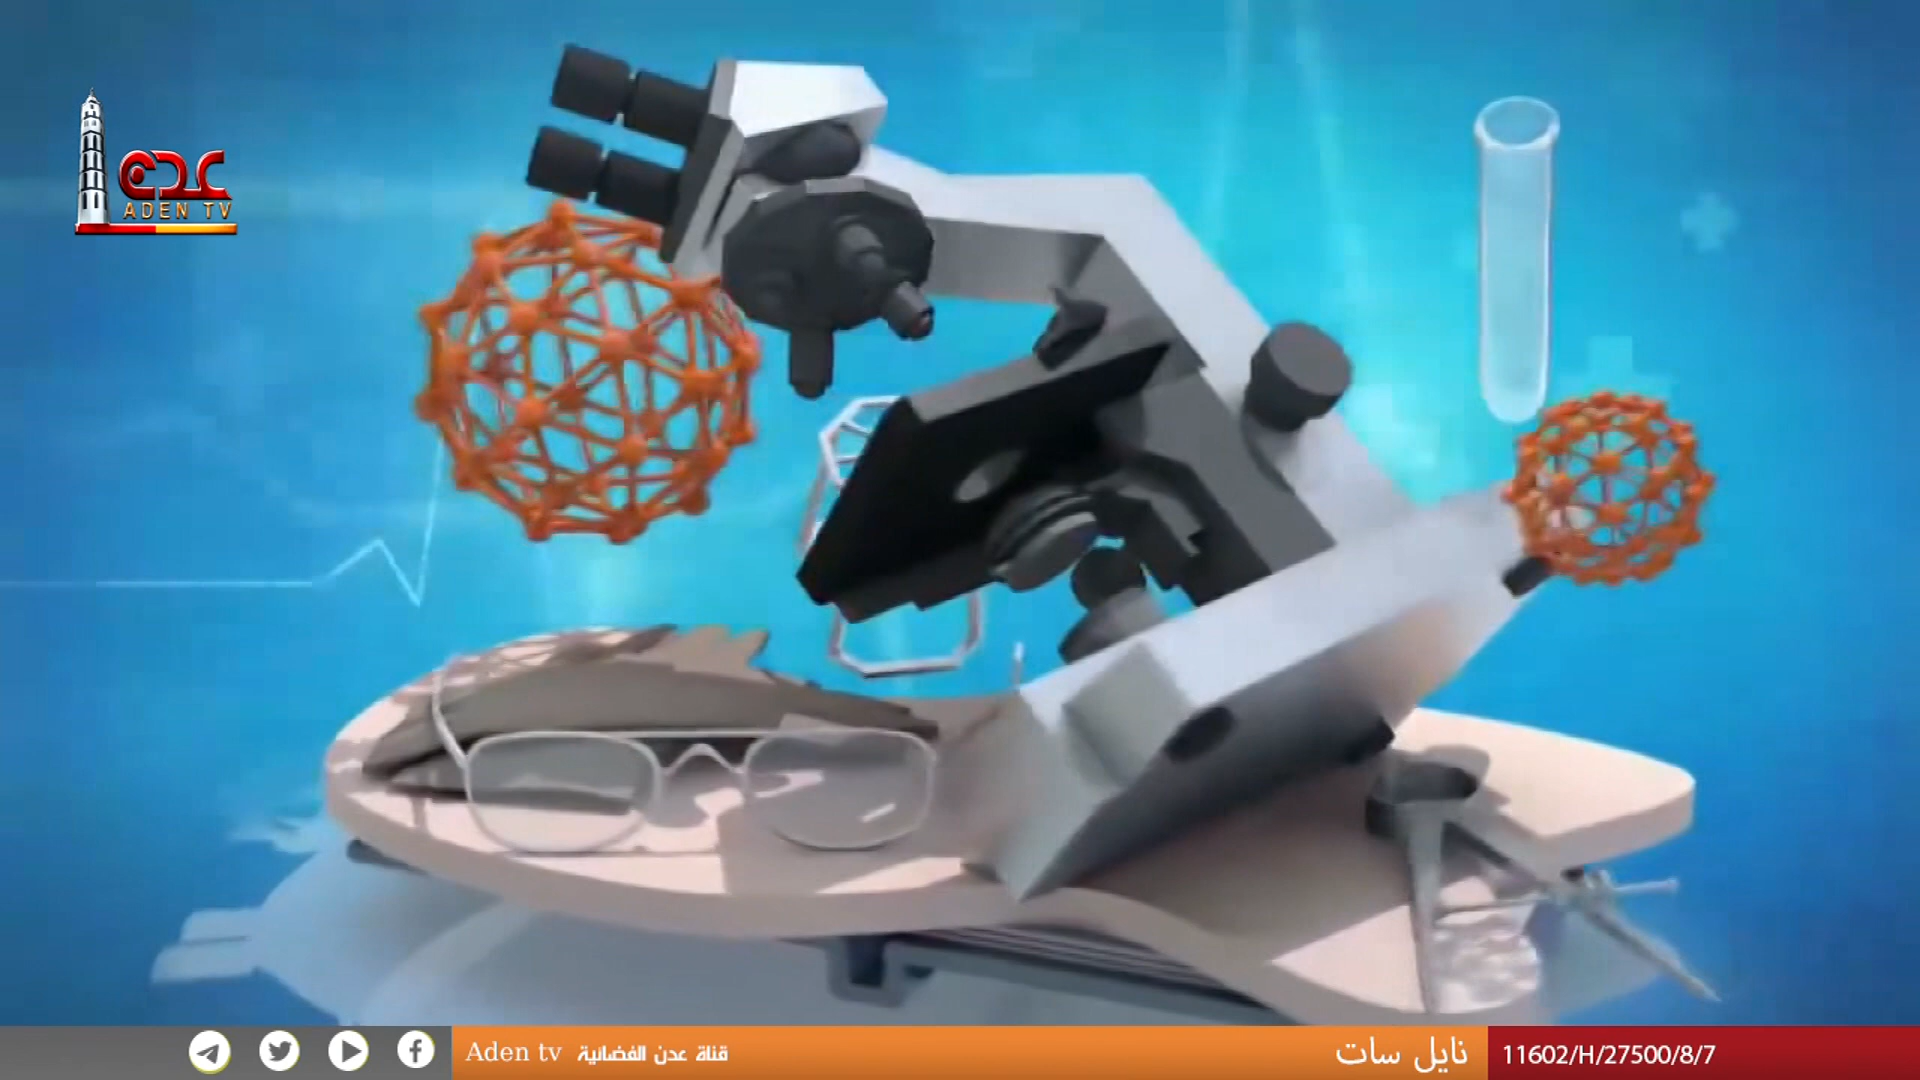 عدن
ADEN TV
Aden tv قناة عدن الفضائية
نايل سات
11602/H/27500/8/7